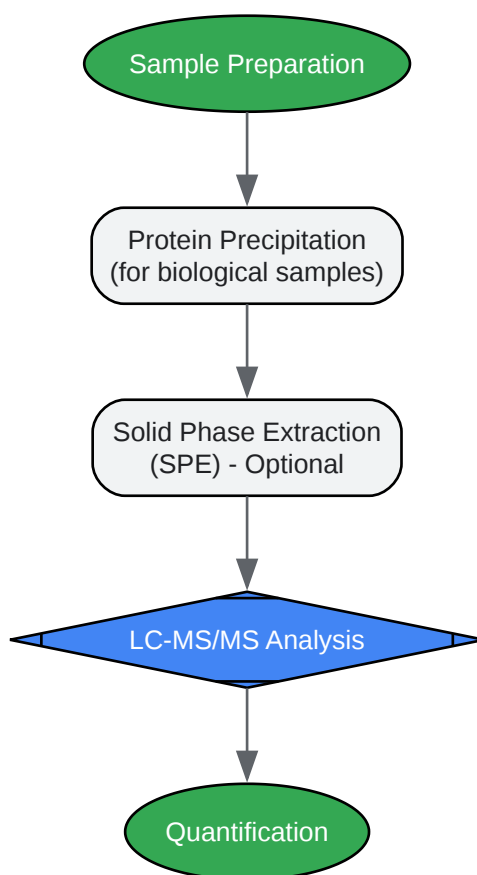 Sample Preparation
Protein Precipitation
(for biological samples)
Solid Phase Extraction
(SPE) - Optional
LC-MS/MS Analysis
Quantification